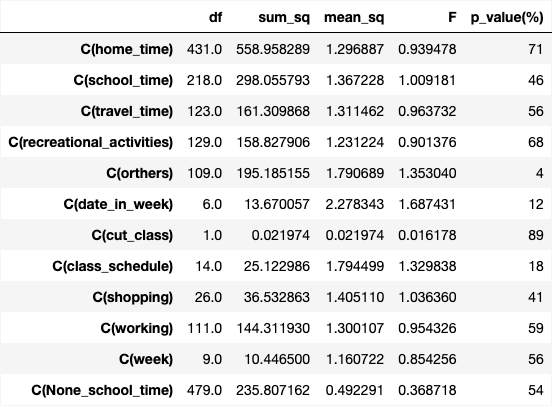 df sum_sq mean_sq F p_value(%)
C(home_time) 431.0 558.958289 1.296887 0.939478 71
C(school_time) 218.0 298.055793 1.367228 1.009181 46
C(travel_time) 123.0 161.309868 1.311462 0.963732 56
C(recreational_activities) 129.0 158.827906 1.231224 0.901376 68
C(orthers) 109.0 195.185155 1.790689 1.353040 4
C(date_in_week) 6.0 13.670057 2.278343 1.687431 12
C(cut_class) 1.0 0.021974 0.021974 0.016178 89
C(class_schedule) 14.0 25.122986 1.794499 1.329838 18
C(shopping) 26.0 36.532863 1.405110 1.036360 41
C(working) 111.0 144.311930 1.300107 0.954326 59
C(week) 9.0 10.446500 1.160722 0.854256 56
C(None_school_time) 479.0 235.807162 0.492291 0.368718 54